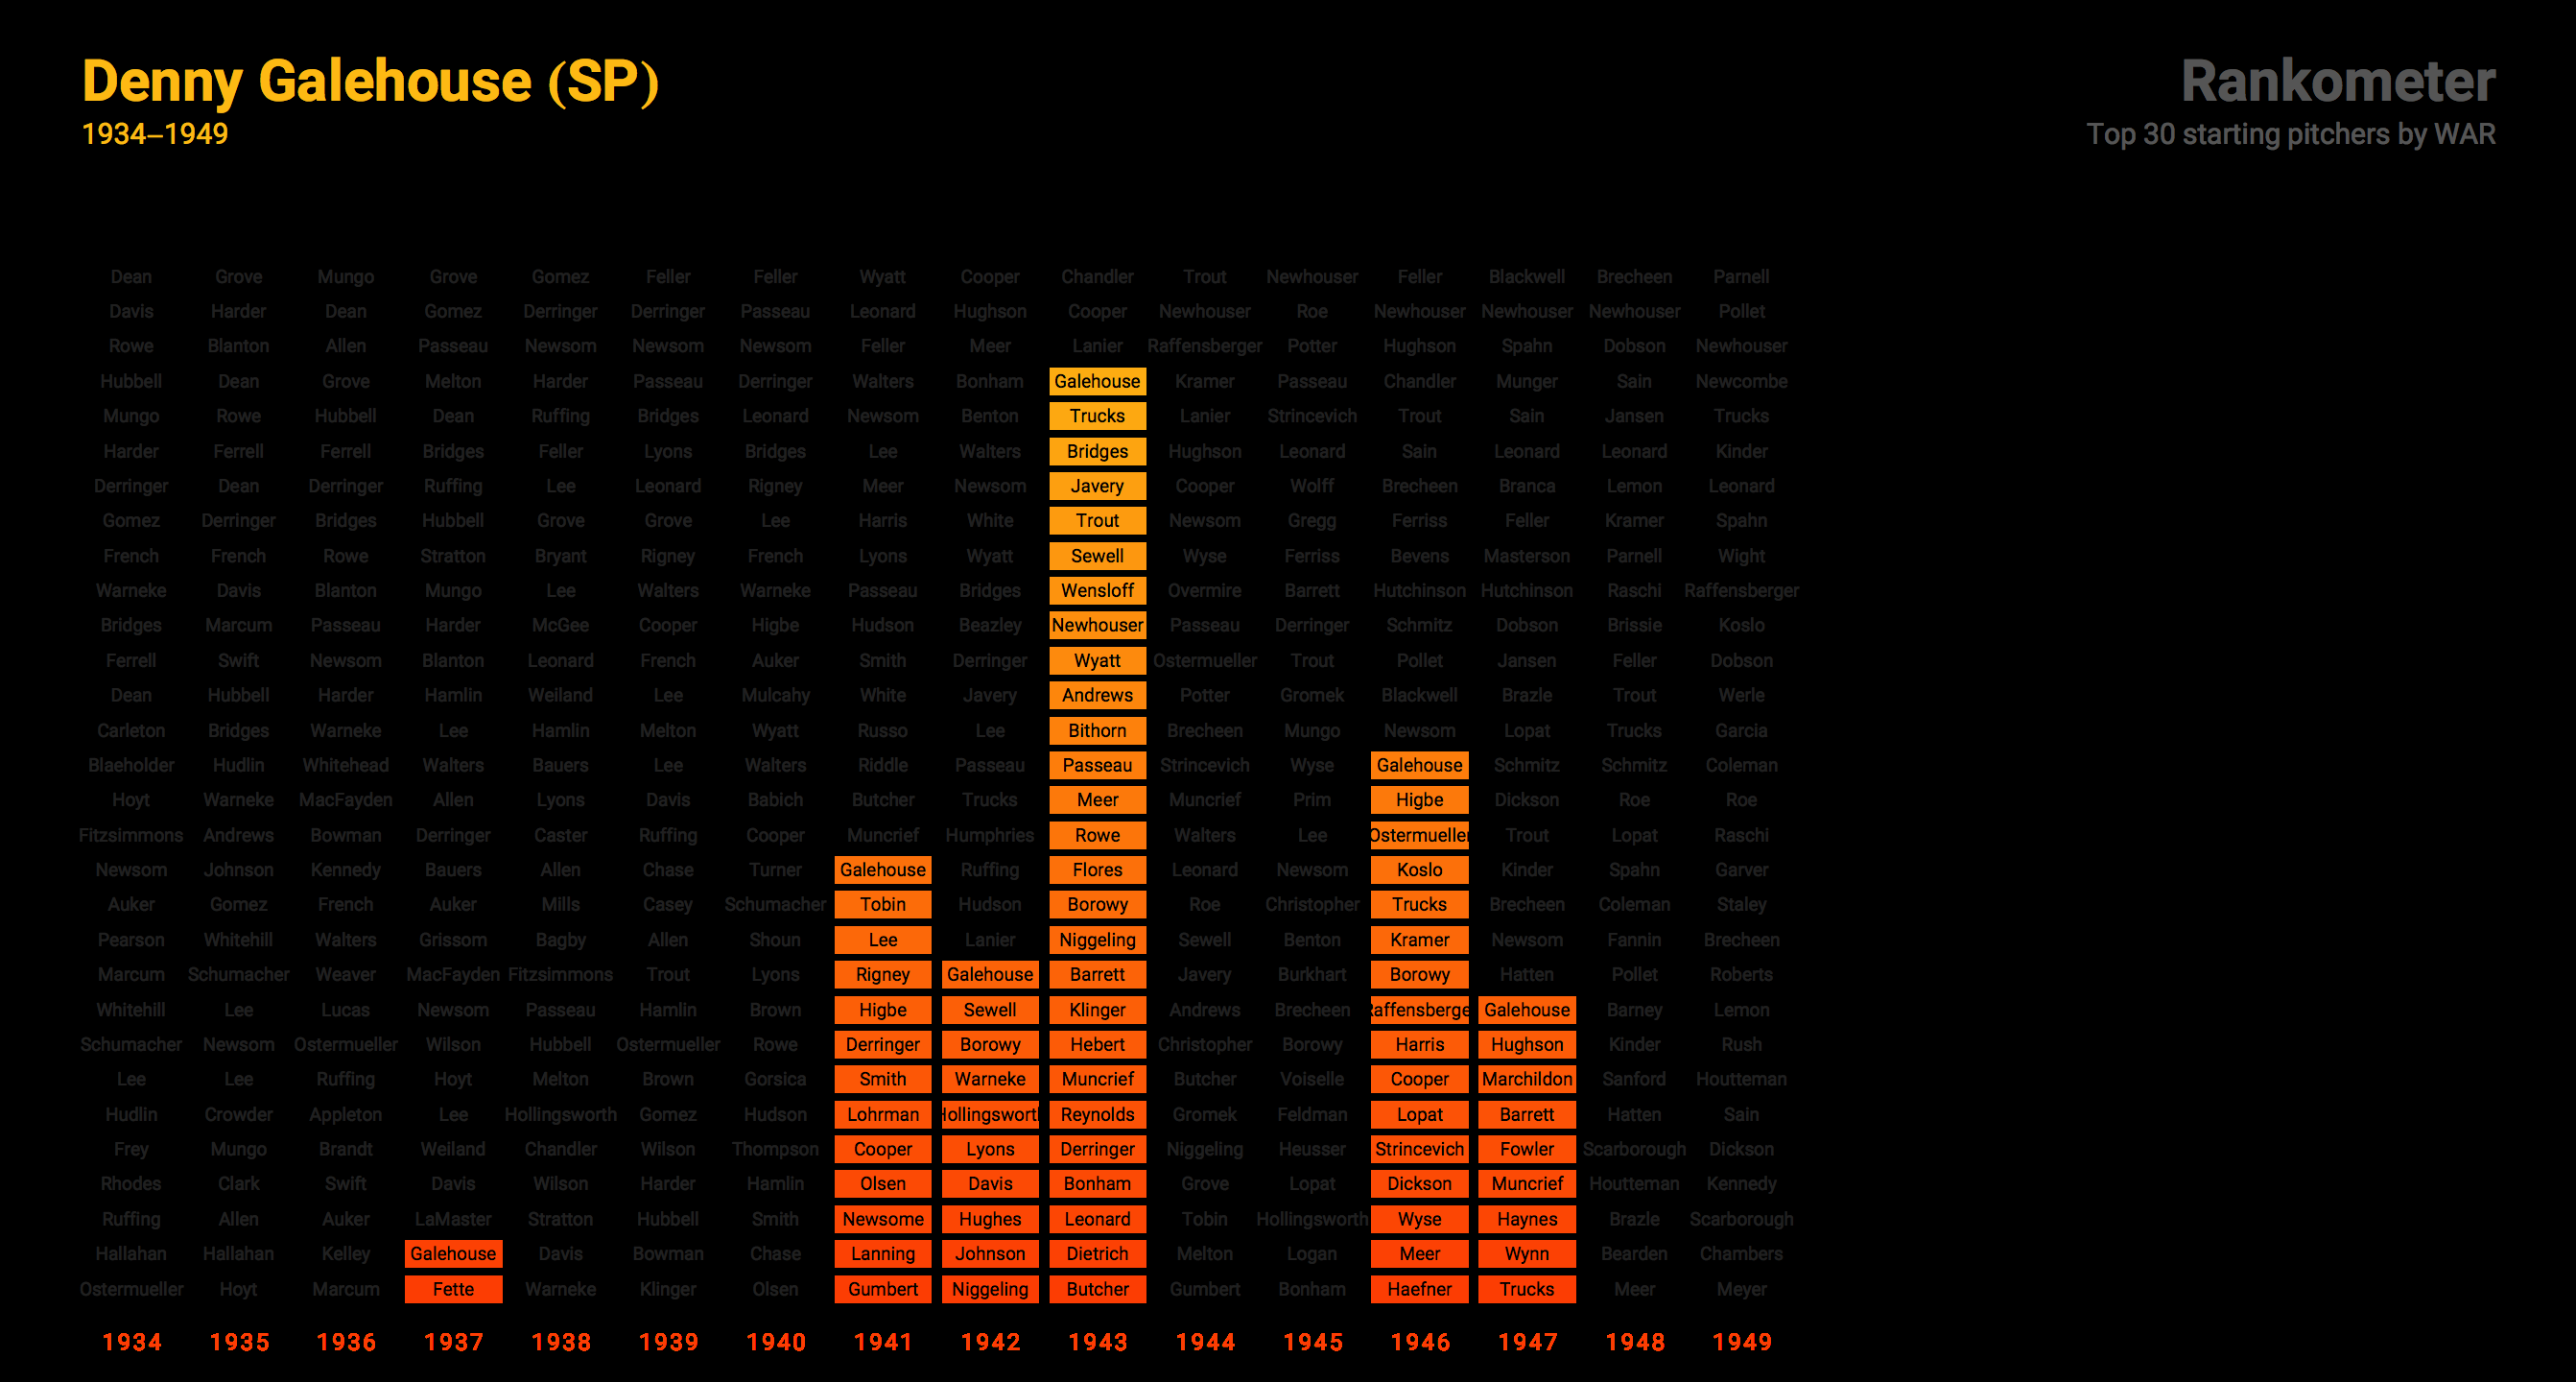 Denny Galehouse (SP)
1934–1949
Rankometer
Top 30 starting pitchers by WAR
Dean Grove Mungo Grove Gomez Feller Feller Wyatt Cooper Chandler Trout Newhouser Feller Blackwell Brecheen Parnell
Davis Harder Dean Gomez Derringer Derringer Passeau Leonard Hughson Cooper Newhouser Roe Newhouser Newhouser Newhouser Pollet
Rowe Blanton Allen Passeau Newsom Newsom Newsom Feller Meer Lanier Raffensberger Potter Hughson Spahn Dobson Newhouser
Hubbell Dean Grove Melton Harder Passeau Derringer Walters Bonham Galehouse Kramer Passeau Chandler Munger Sain Newcombe
Mungo Rowe Hubbell Dean Ruffing Bridges Leonard Newsom Benton Trucks Lanier Strincevich Trout Sain Jansen Trucks
Harder Ferrell Ferrell Bridges Feller Lyons Bridges Lee Walters Bridges Hughson Leonard Sain Leonard Leonard Kinder
Derringer Dean Derringer Ruffing Lee Leonard Rigney Meer Newsom Javery Cooper Wolff Brecheen Branca Lemon Leonard
Gomez Derringer Bridges Hubbell Grove Grove Lee Harris White Trout Newsom Gregg Ferriss Feller Kramer Spahn
French French Rowe Stratton Bryant Rigney French Lyons Wyatt Sewell Wyse Ferriss Bevens Masterson Parnell Wight
Warneke Davis Blanton Mungo Lee Walters Warneke Passeau Bridges Wensloff Overmire Barrett Hutchinson Hutchinson Raschi Raffensberger
Bridges Marcum Passeau Harder McGee Cooper Higbe Hudson Beazley Newhouser Passeau Derringer Schmitz Dobson Brissie Koslo
Ferrell Swift Newsom Blanton Leonard French Auker Smith Derringer Wyatt Ostermueller Trout Pollet Jansen Feller Dobson
Dean Hubbell Harder Hamlin Weiland Lee Mulcahy White Javery Andrews Potter Gromek Blackwell Brazle Trout Werle
Carleton Bridges Warneke Lee Hamlin Melton Wyatt Russo Lee Bithorn Brecheen Mungo Newsom Lopat Trucks Garcia
Blaeholder Hudlin Whitehead Walters Bauers Lee Walters Riddle Passeau Passeau Strincevich Wyse Galehouse Schmitz Schmitz Coleman
Hoyt Warneke MacFayden Allen Lyons Davis Babich Butcher Trucks Meer Muncrief Prim Higbe Dickson Roe Roe
Fitzsimmons Andrews Bowman Derringer Caster Ruffing Cooper Muncrief Humphries Rowe Walters Lee Ostermueller Trout Lopat Raschi
Newsom Johnson Kennedy Bauers Allen Chase Turner Galehouse Ruffing Flores Leonard Newsom Koslo Kinder Spahn Garver
Auker Gomez French Auker Mills Casey Schumacher Tobin Hudson Borowy Roe Christopher Trucks Brecheen Coleman Staley
Pearson Whitehill Walters Grissom Bagby Allen Shoun Lee Lanier Niggeling Sewell Benton Kramer Newsom Fannin Brecheen
Marcum Schumacher Weaver MacFayden Fitzsimmons Trout Lyons Rigney Galehouse Barrett Javery Burkhart Borowy Hatten Pollet Roberts
Whitehill Lee Lucas Newsom Passeau Hamlin Brown Higbe Sewell Klinger Andrews Brecheen Raffensberge Galehouse Barney Lemon
Schumacher Newsom Ostermueller Wilson Hubbell Ostermueller Rowe Derringer Borowy Hebert Christopher Borowy Harris Hughson Kinder Rush
Lee Lee Ruffing Hoyt Melton Brown Gorsica Smith Warneke Muncrief Butcher Voiselle Cooper Marchildon Sanford Houtteman
Hudlin Crowder Appleton Lee Hollingsworth Gomez Hudson Lohrman Hollingsworth Reynolds Gromek Feldman Lopat Barrett Hatten Sain
Frey Mungo Brandt Weiland Chandler Wilson Thompson Cooper Lyons Derringer Niggeling Heusser Strincevich Fowler Scarborough Dickson
Rhodes Clark Swift Davis Wilson Harder Hamlin Olsen Davis Bonham Grove Lopat Dickson Muncrief Houtteman Kennedy
Ruffing Allen Auker LaMaster Stratton Hubbell Smith Newsome Hughes Leonard Tobin Hollingsworth Wyse Haynes Brazle Scarborough
Hallahan Hallahan Kelley Galehouse Davis Bowman Chase Lanning Johnson Dietrich Melton Logan Meer Wynn Bearden Chambers
Ostermueller Hoyt Marcum Fette Warneke Klinger Olsen Gumbert Niggeling Butcher Gumbert Bonham Haefner Trucks Meer Meyer
1934 1935 1936 1937 1938 1939 1940 1941 1942 1943 1944 1945 1946 1947 1948 1949